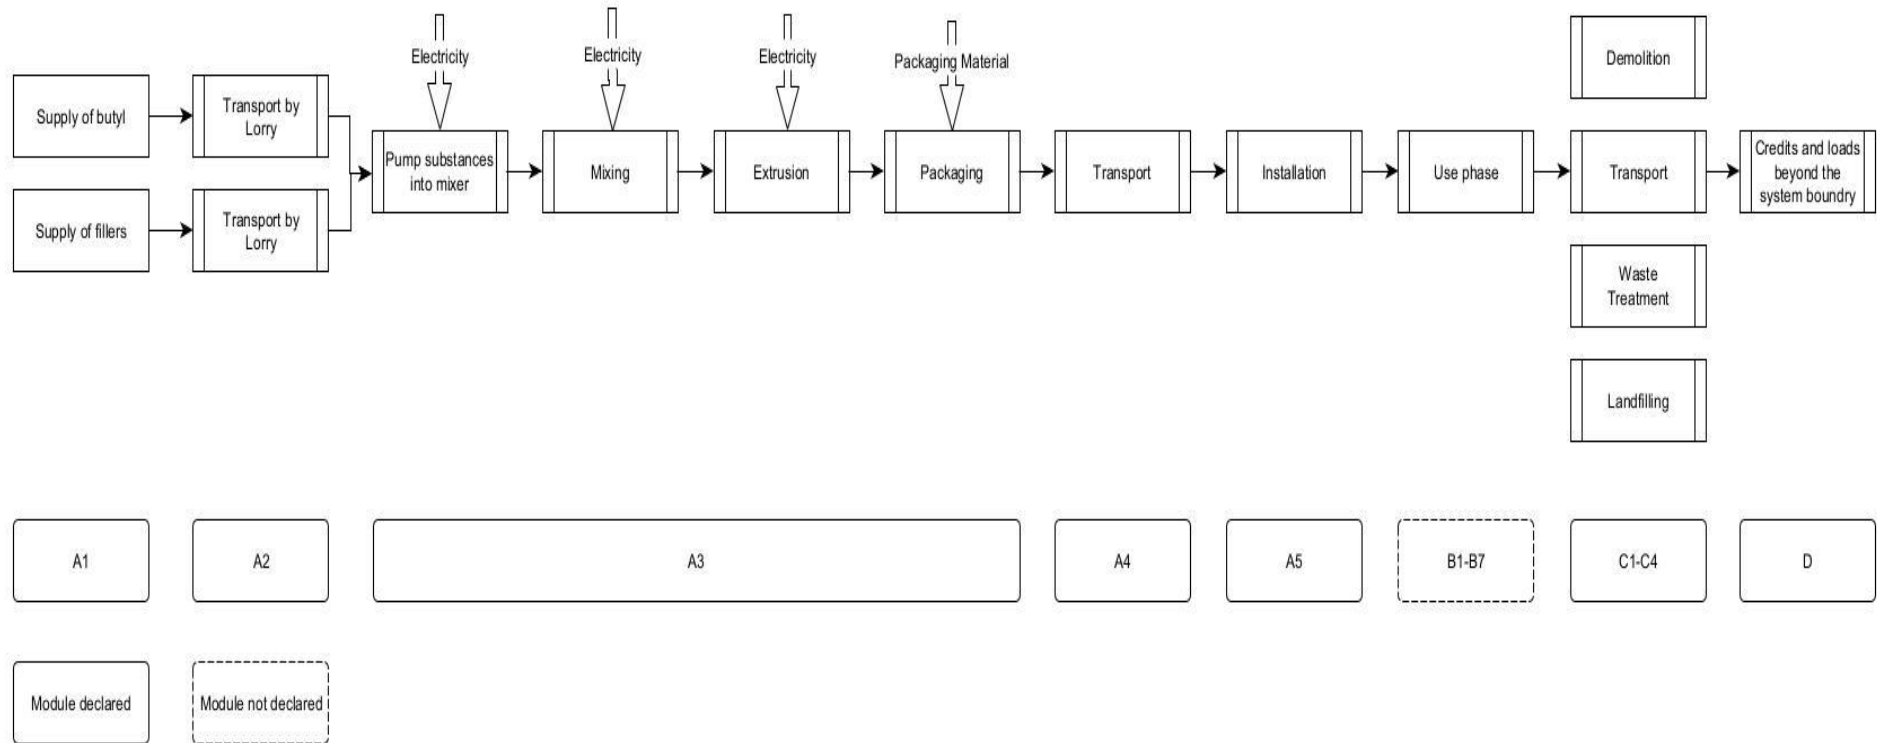 Electricity
Electricity
Electricity
Packaging Material
Demolition
Supply of butyl
Transport by
Lorry
Pump substances
into mixer
Mixing
Extrusion
Packaging
Transport
Installation
Use phase
Transport
Credits and loads
beyond the
system boundry
Supply of fillers
Transport by
Lorry
Waste
Treatment
Landfilling
A1
A2
A3
A4
A5
B1-B7
C1-C4
D
Module declared
Module not declared